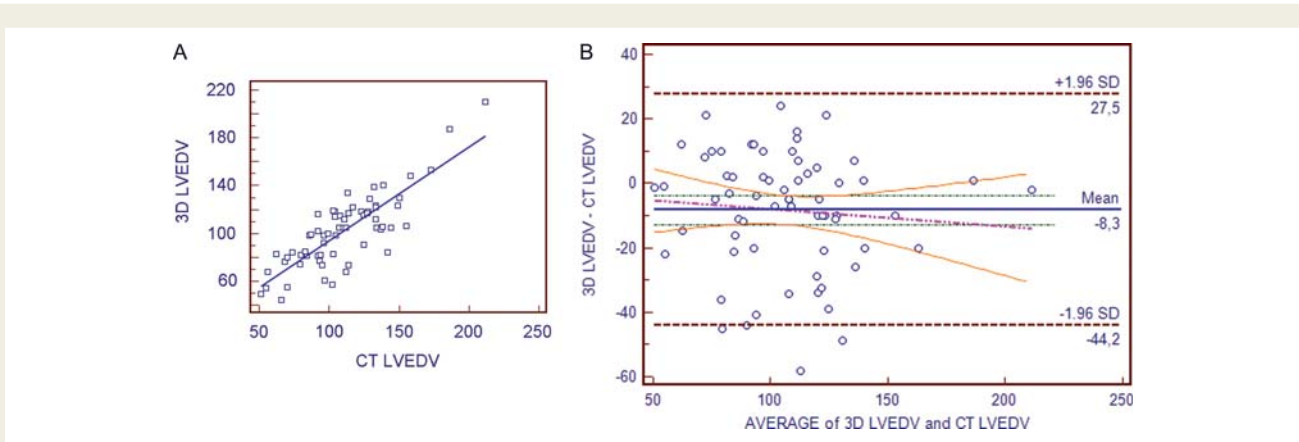 A
3D LVEDV
220
180
140
100
60
50 100 150 200 250
CT LVEDV
B
3D LVEDV - CT LVEDV
40
20
0
-20
-40
-60
+1.96 SD
27,5
Mean
-8,3
-1.96 SD
-44,2
50 100 150 200 250
AVERAGE of 3D LVEDV and CT LVEDV